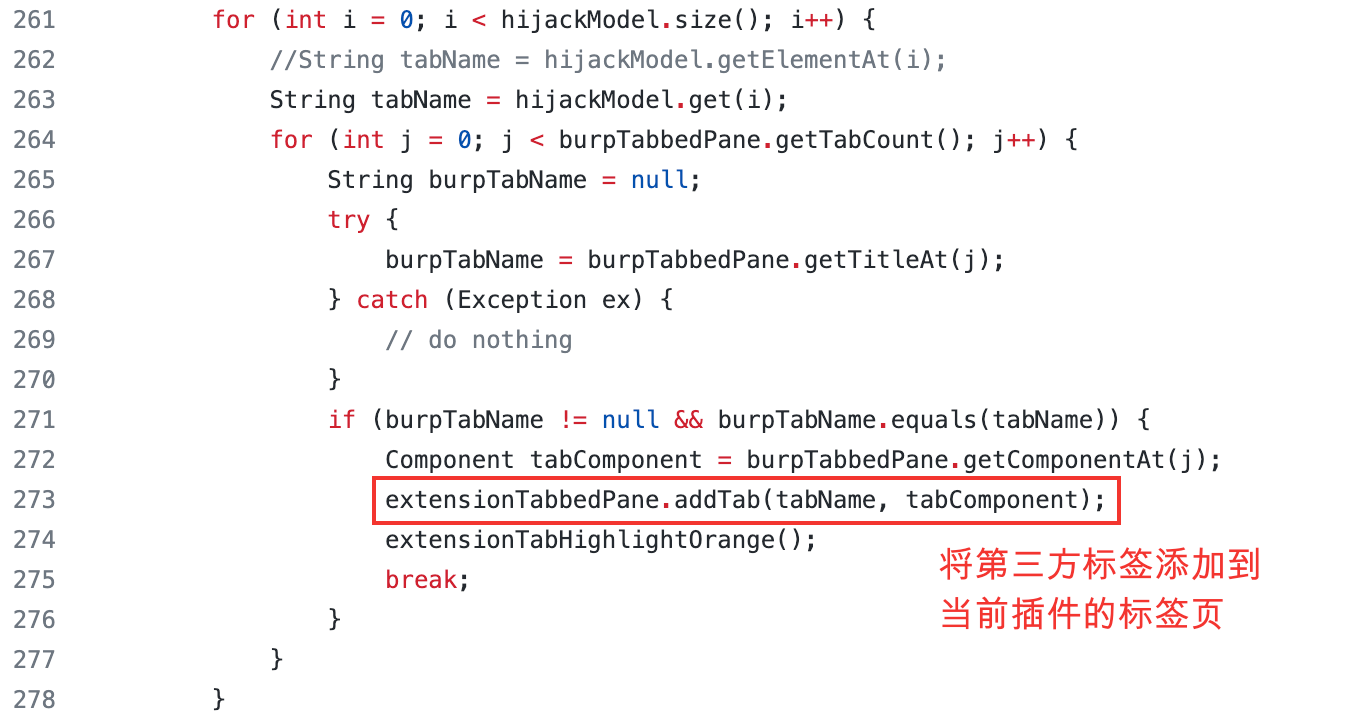 261 for (int i = 0; i < hijackModel.size(); i++) {
262 //String tabName = hijackModel.getElementAt(i);
263 String tabName = hijackModel.get(i);
264 for (int j = 0; j < burpTabbedPane.getTabCount(); j++) {
265 String burpTabName = null;
266 try {
267 burpTabName = burpTabbedPane.getTitleAt(j);
268 } catch (Exception ex) {
269 // do nothing
270 }
271 if (burpTabName != null && burpTabName.equals(tabName)) {
272 Component tabComponent = burpTabbedPane.getComponentAt(j);
273 extensionTabbedPane.addTab(tabName, tabComponent);
274 extensionTabHighlightOrange();
将第三方标签添加到
275 break;
当前插件的标签页
276 }
277 }
278 }